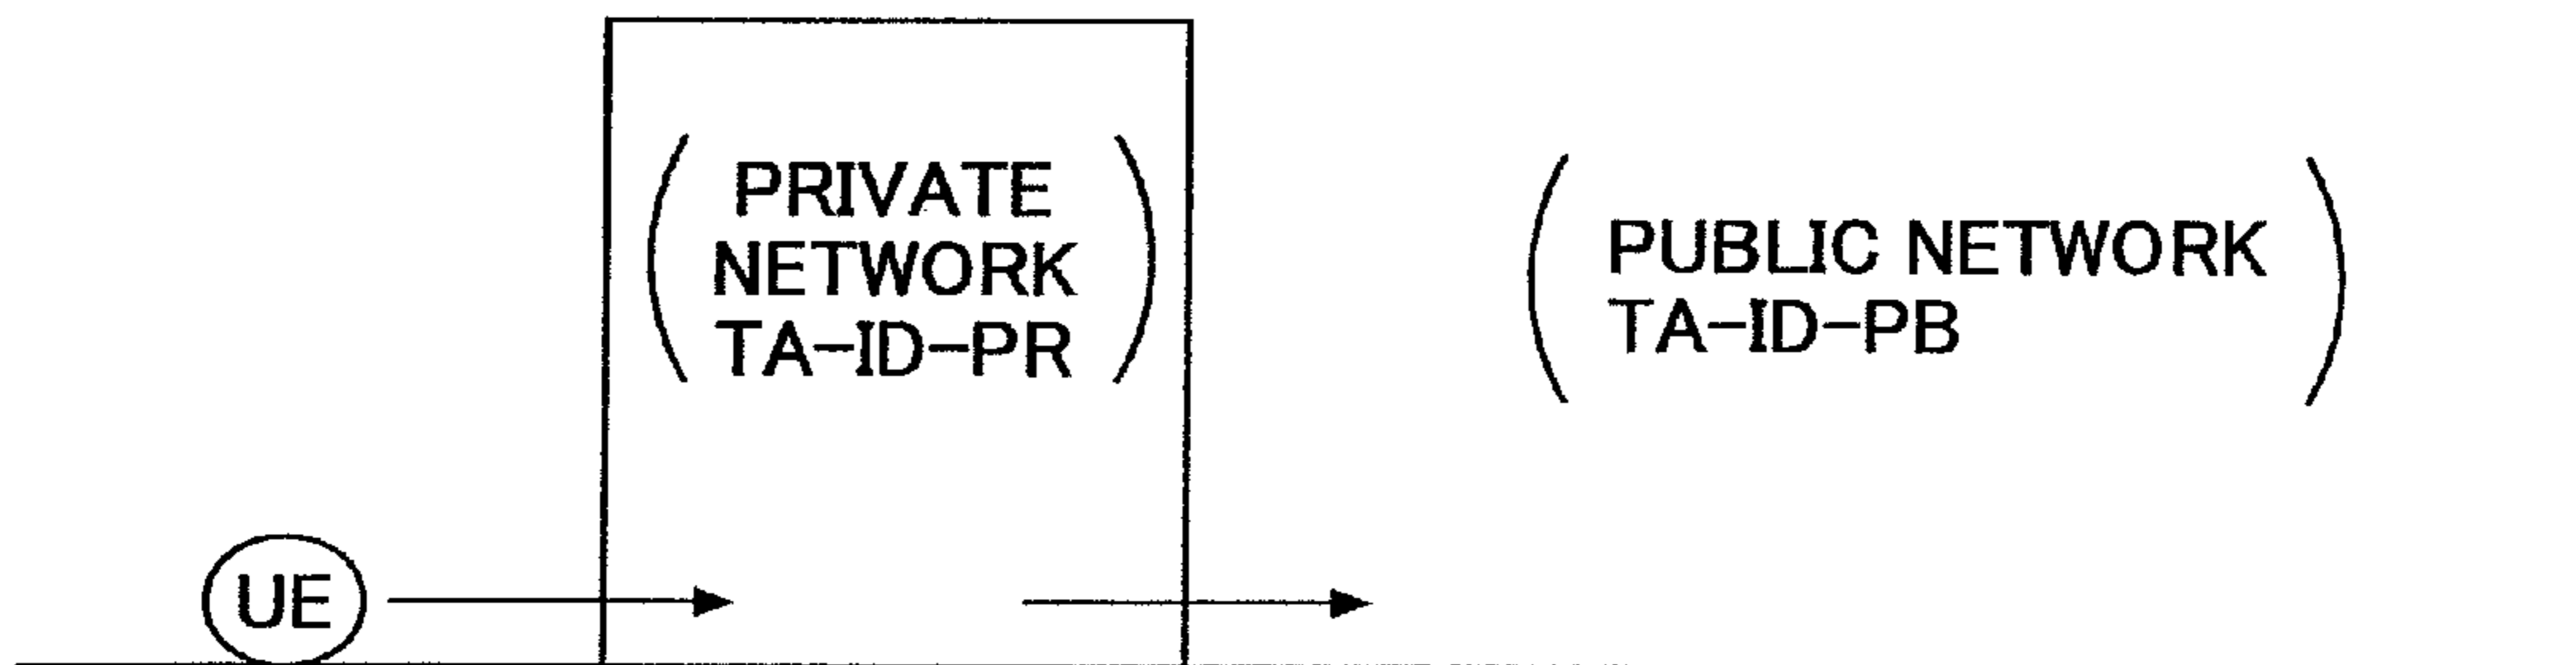 PRIVATE
NETWORK
TA-ID-PR
PUBLIC NETWORK
TA-ID-PB
UE